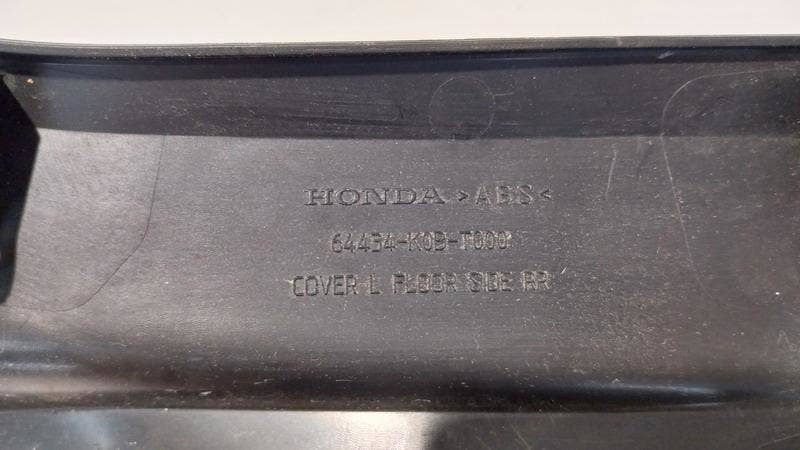 HONDA >ABS<
64434-K0B-T000
COVER L FLOOR SIDE RR